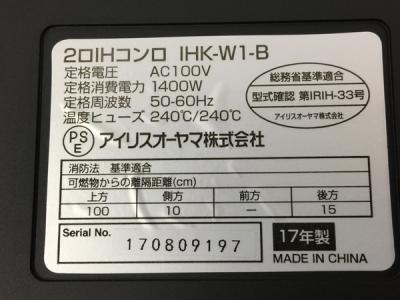 2口IHコンロ IHK-W1-B
定格電圧 AC100V
定格消費電力 1400W
定格周波数 50-60Hz
温度ヒューズ 240℃/240℃
総務省基準適合
型式確認 第IRIH-33号
アイリスオーヤマ株式会社
PS
E
アイリスオーヤマ株式会社
消防法 基準適合
可燃物からの離隔距離(cm)
上方 側方 前方 後方
100 10 — 15
Serial No. 170809197
17年製
MADE IN CHINA